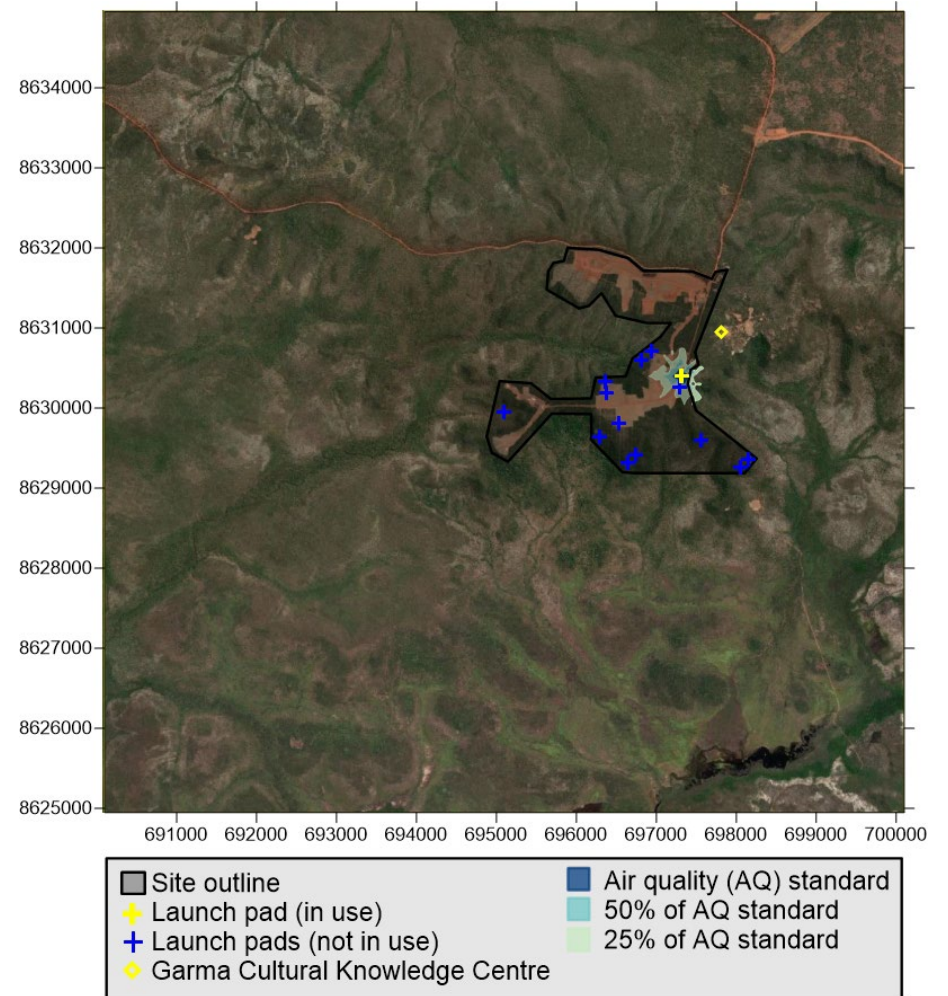 8634000
8633000
8632000
8631000
8630000
8629000
8628000
8627000
8626000
8625000
691000 692000 693000 694000 695000 696000 697000 698000 699000 700000
Site outline
Launch pad (in use)
Launch pads (not in use)
Garma Cultural Knowledge Centre
Air quality (AQ) standard
50% of AQ standard
25% of AQ standard